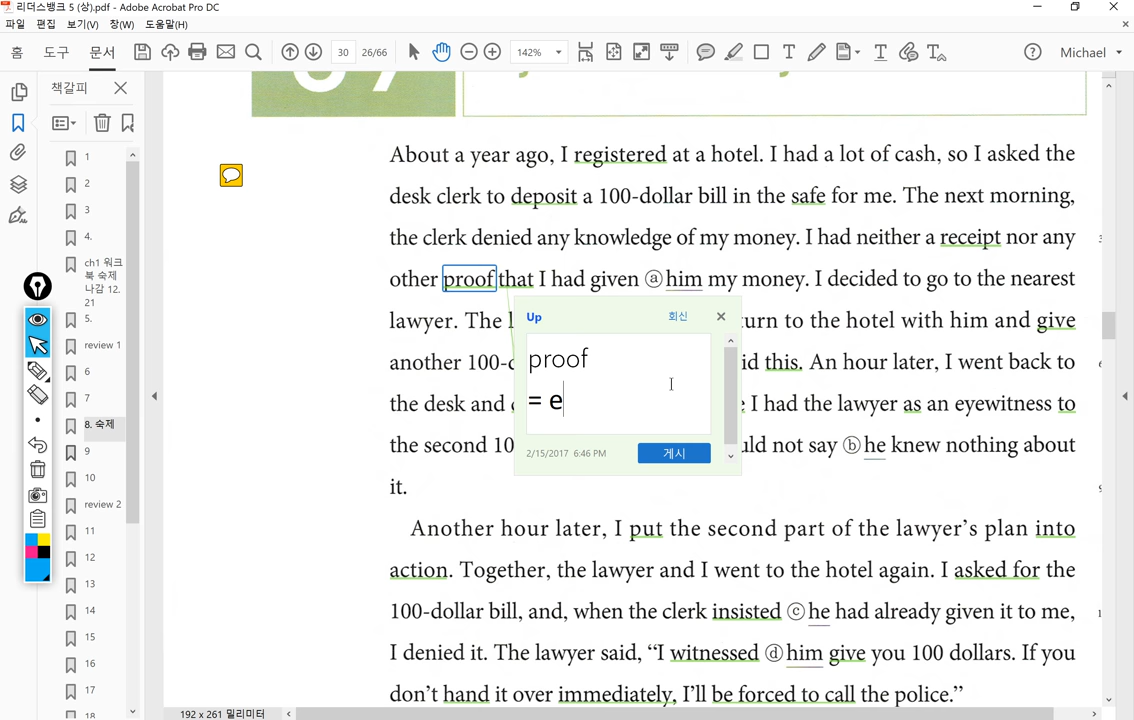 리더스뱅크 5 (상).pdf - Adobe Acrobat Pro DC
파일 편집 보기(V) 창(W) 도움말(H)
홈 도구 문서 30 26/66 142% Michael
책갈피
1
2
3
4.
ch1 워크
북 숙제
나감 12.
21
5.
review 1
6
7
8. 숙제
9
10
review 2
11
12
13
14
15
16
17
18
About a year ago, I registered at a hotel. I had a lot of cash, so I asked the
desk clerk to deposit a 100-dollar bill in the safe for me. The next morning,
the clerk denied any knowledge of my money. I had neither a receipt nor any
other proof that I had given ⓐ him my money. I decided to go to the nearest
lawyer. The turn to the hotel with him and give
another 100- id this. An hour later, I went back to
the desk and I had the lawyer as an eyewitness to
the second 10 uld not say ⓑ he knew nothing about
it.
Up 회신
proof
= e
2/15/2017 6:46 PM 게시
Another hour later, I put the second part of the lawyer's plan into
action. Together, the lawyer and I went to the hotel again. I asked for the
100-dollar bill, and, when the clerk insisted ⓒ he had already given it to me,
I denied it. The lawyer said, “I witnessed ⓓ him give you 100 dollars. If you
don't hand it over immediately, I'll be forced to call the police.”
192 x 261 밀리미터